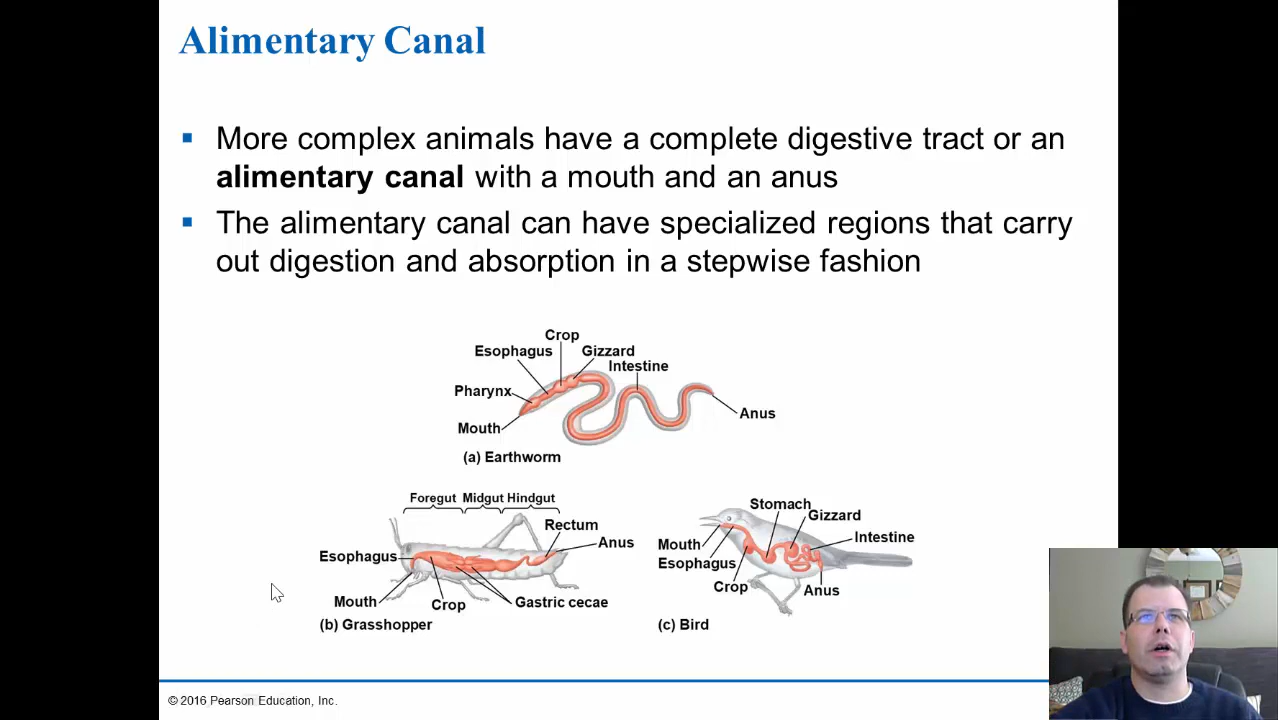 Alimentary Canal
▪ More complex animals have a complete digestive tract or an
alimentary canal with a mouth and an anus
▪ The alimentary canal can have specialized regions that carry
out digestion and absorption in a stepwise fashion
Crop
Esophagus
Gizzard
Intestine
Pharynx
Anus
Mouth
(a) Earthworm
Foregut
Midgut
Hindgut
Rectum
Anus
Esophagus
Mouth
Crop
Gastric cecae
(b) Grasshopper
Stomach
Gizzard
Intestine
Mouth
Esophagus
Crop
Anus
(c) Bird
© 2016 Pearson Education, Inc.